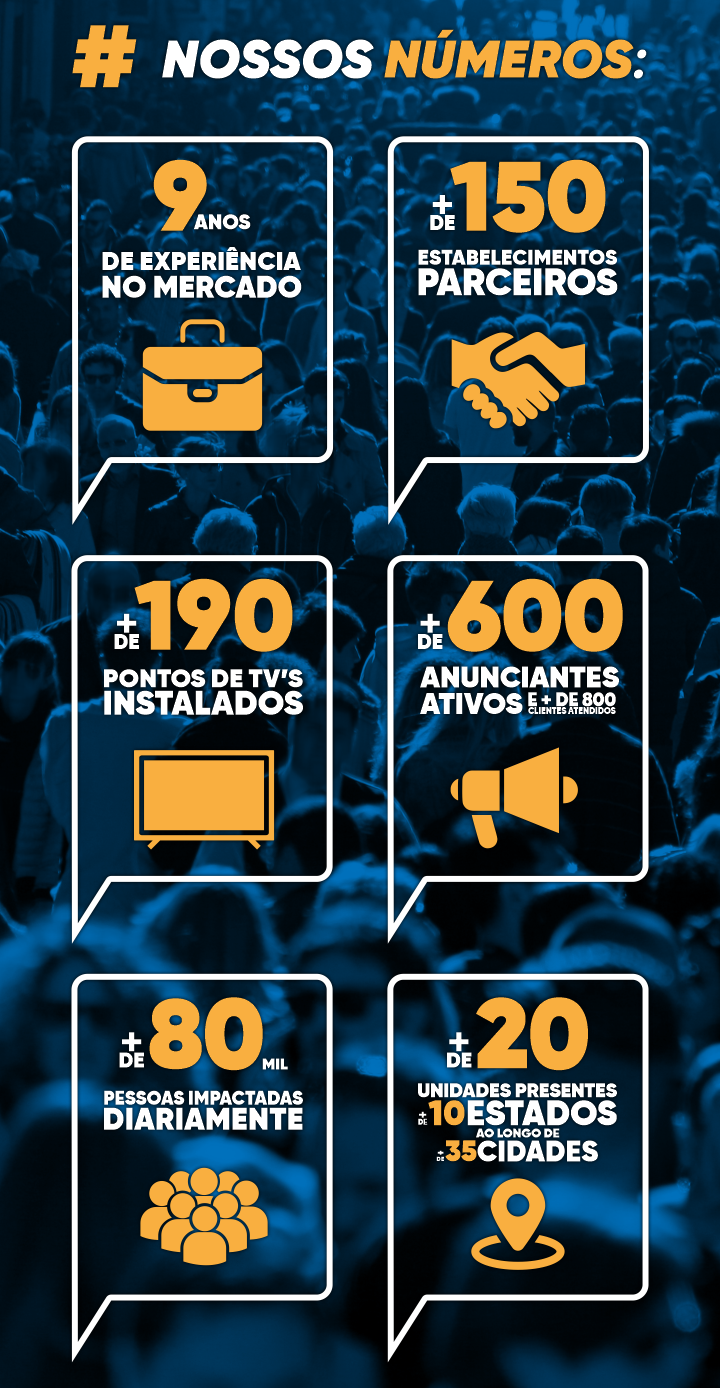 # NOSSOS NÚMEROS:
9 ANOS
DE EXPERIÊNCIA
NO MERCADO
+ DE 150
ESTABELECIMENTOS
PARCEIROS
+ DE 190
PONTOS DE TV'S
INSTALADOS
+ DE 600
ANUNCIANTES
ATIVOS E + DE 800
CLIENTES ATENDIDOS
+ DE 80 MIL
PESSOAS IMPACTADAS
DIARIAMENTE
+ DE 20
UNIDADES PRESENTES
+ DE 10 ESTADOS
AO LONGO DE
+ DE 35 CIDADES